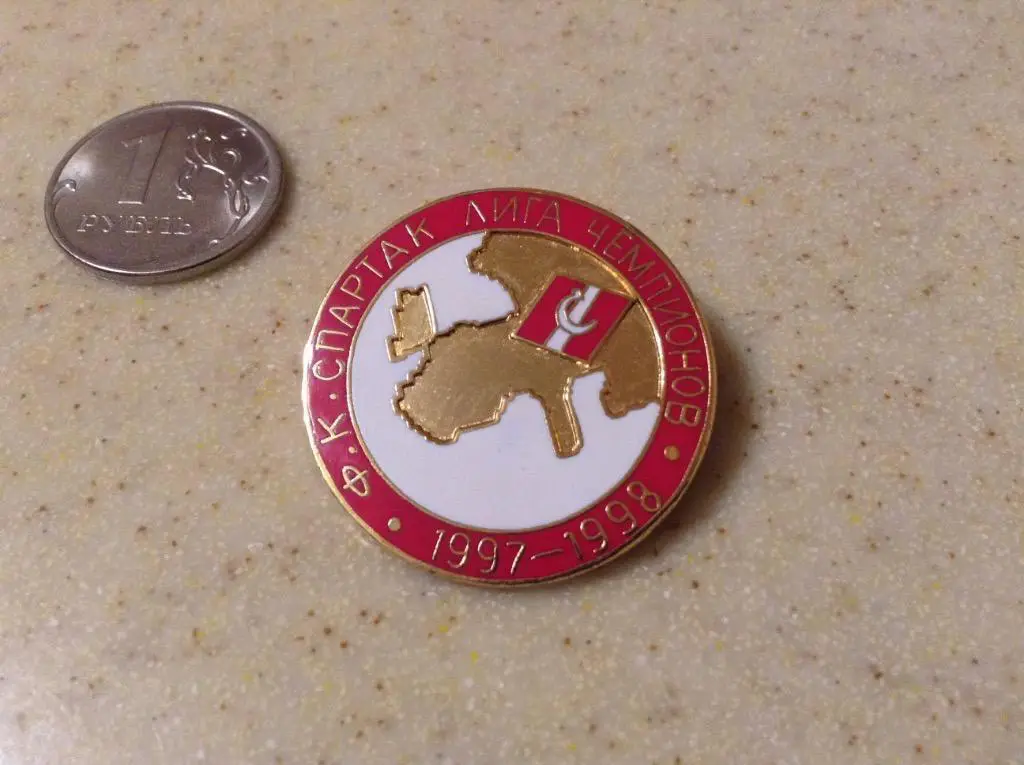 1
РУБЛЬ
Ф.К.СПАРТАК ЛИГА ЧЕМПИОНОВ
1997-1998